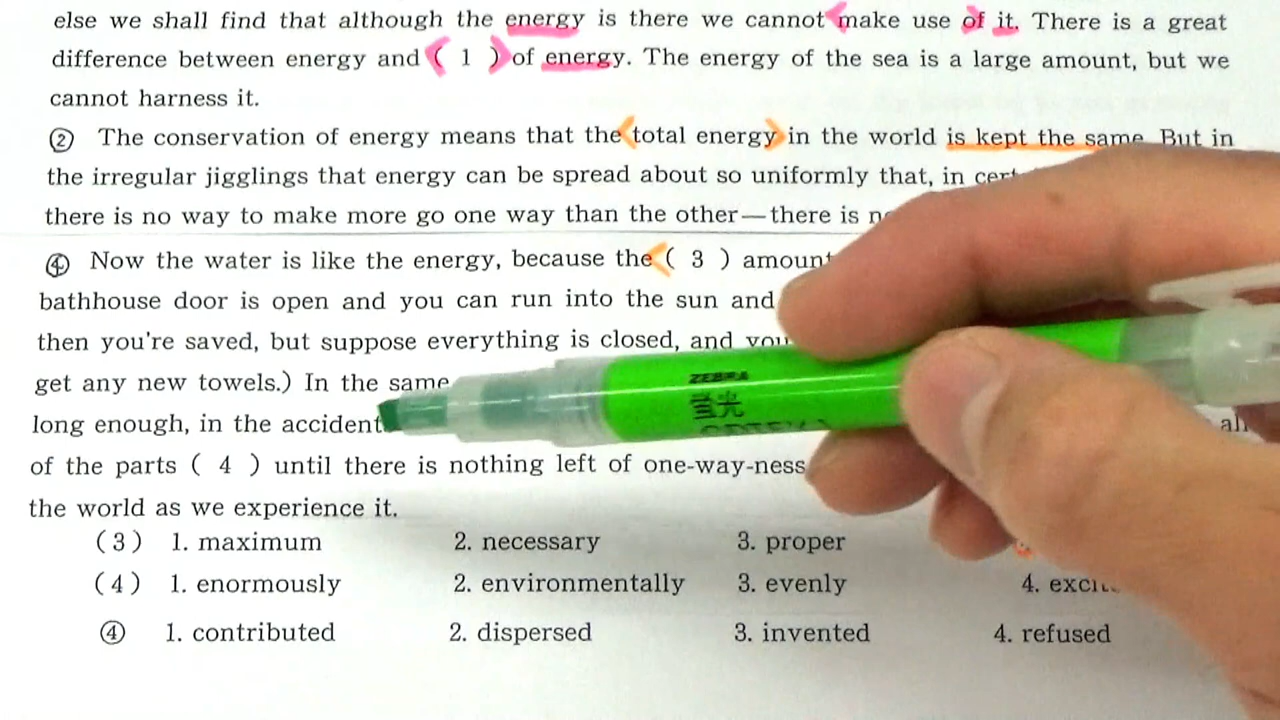 else we shall find that although the energy is there we cannot make use of it. There is a great
difference between energy and ( 1 ) of energy. The energy of the sea is a large amount, but we
cannot harness it.
② The conservation of energy means that the total energy in the world is kept the same. But in
the irregular jigglings that energy can be spread about so uniformly that, in
there is no way to make more go one way than the other—there is
④ Now the water is like the energy, because the ( 3 ) amount
bathhouse door is open and you can run into the sun and
then you're saved, but suppose everything is closed, and you
get any new towels.) In the same
long enough, in the all
of the parts ( 4 ) until there is nothing left of one-way-ness
the world as we experience it.
(3) 1. maximum 2. necessary 3. proper
(4) 1. enormously 2. environmentally 3. evenly 4.
④ 1. contributed 2. dispersed 3. invented 4. refused
ZEBRA
蛍光